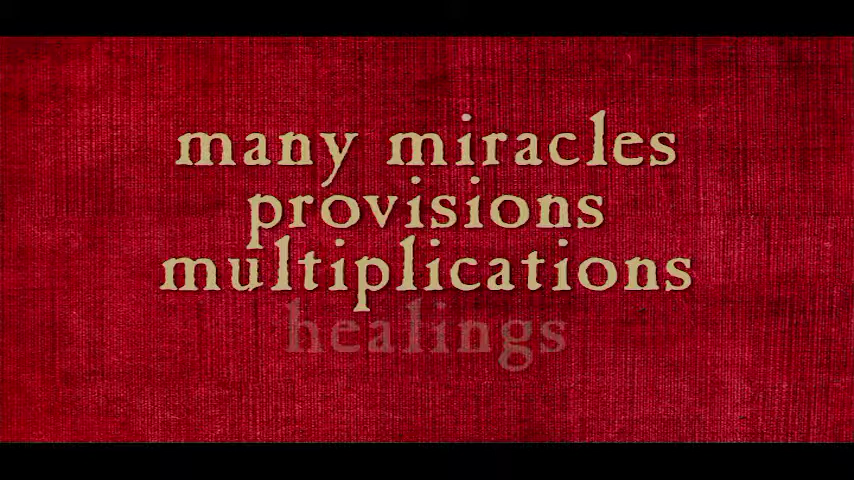 many miracles
provisions
multiplications
healings